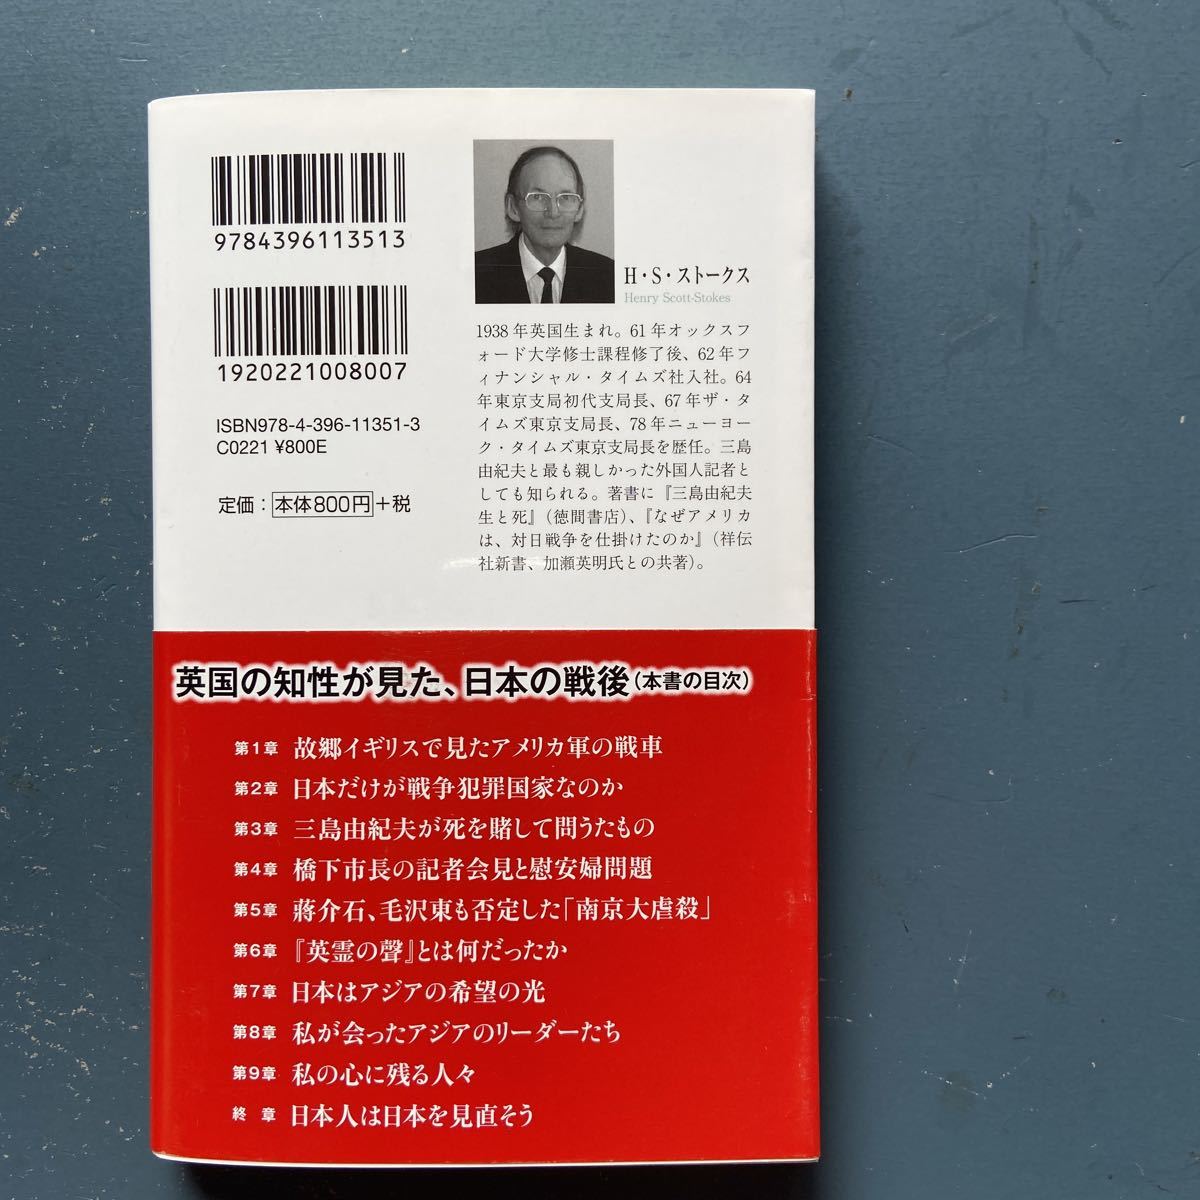 9784396113513
1920221008007
ISBN978-4-396-11351-3
C0221 ¥800E
定価：本体800円+税
H・S・ストークス
Henry Scott-Stokes
1938年英国生まれ。61年オックスフ
ォード大学修士課程修了後、62年フ
ィナンシャル・タイムズ社入社。64
年東京支局初代支局長、67年ザ・タ
イムズ東京支局長、78年ニューヨー
ク・タイムズ東京支局長を歴任。三島
由紀夫と最も親しかった外国人記者と
しても知られる。著書に『三島由紀夫
生と死』（徳間書店）、『なぜアメリカ
は、対日戦争を仕掛けたのか』（祥伝
社新書、加瀬英明氏との共著）。
英国の知性が見た、日本の戦後（本書の目次）
第1章 故郷イギリスで見たアメリカ軍の戦車
第2章 日本だけが戦争犯罪国家なのか
第3章 三島由紀夫が死を賭して問うたもの
第4章 橋下市長の記者会見と慰安婦問題
第5章 蔣介石、毛沢東も否定した「南京大虐殺」
第6章 『英霊の聲』とは何だったか
第7章 日本はアジアの希望の光
第8章 私が会ったアジアのリーダーたち
第9章 私の心に残る人々
終 章 日本人は日本を見直そう